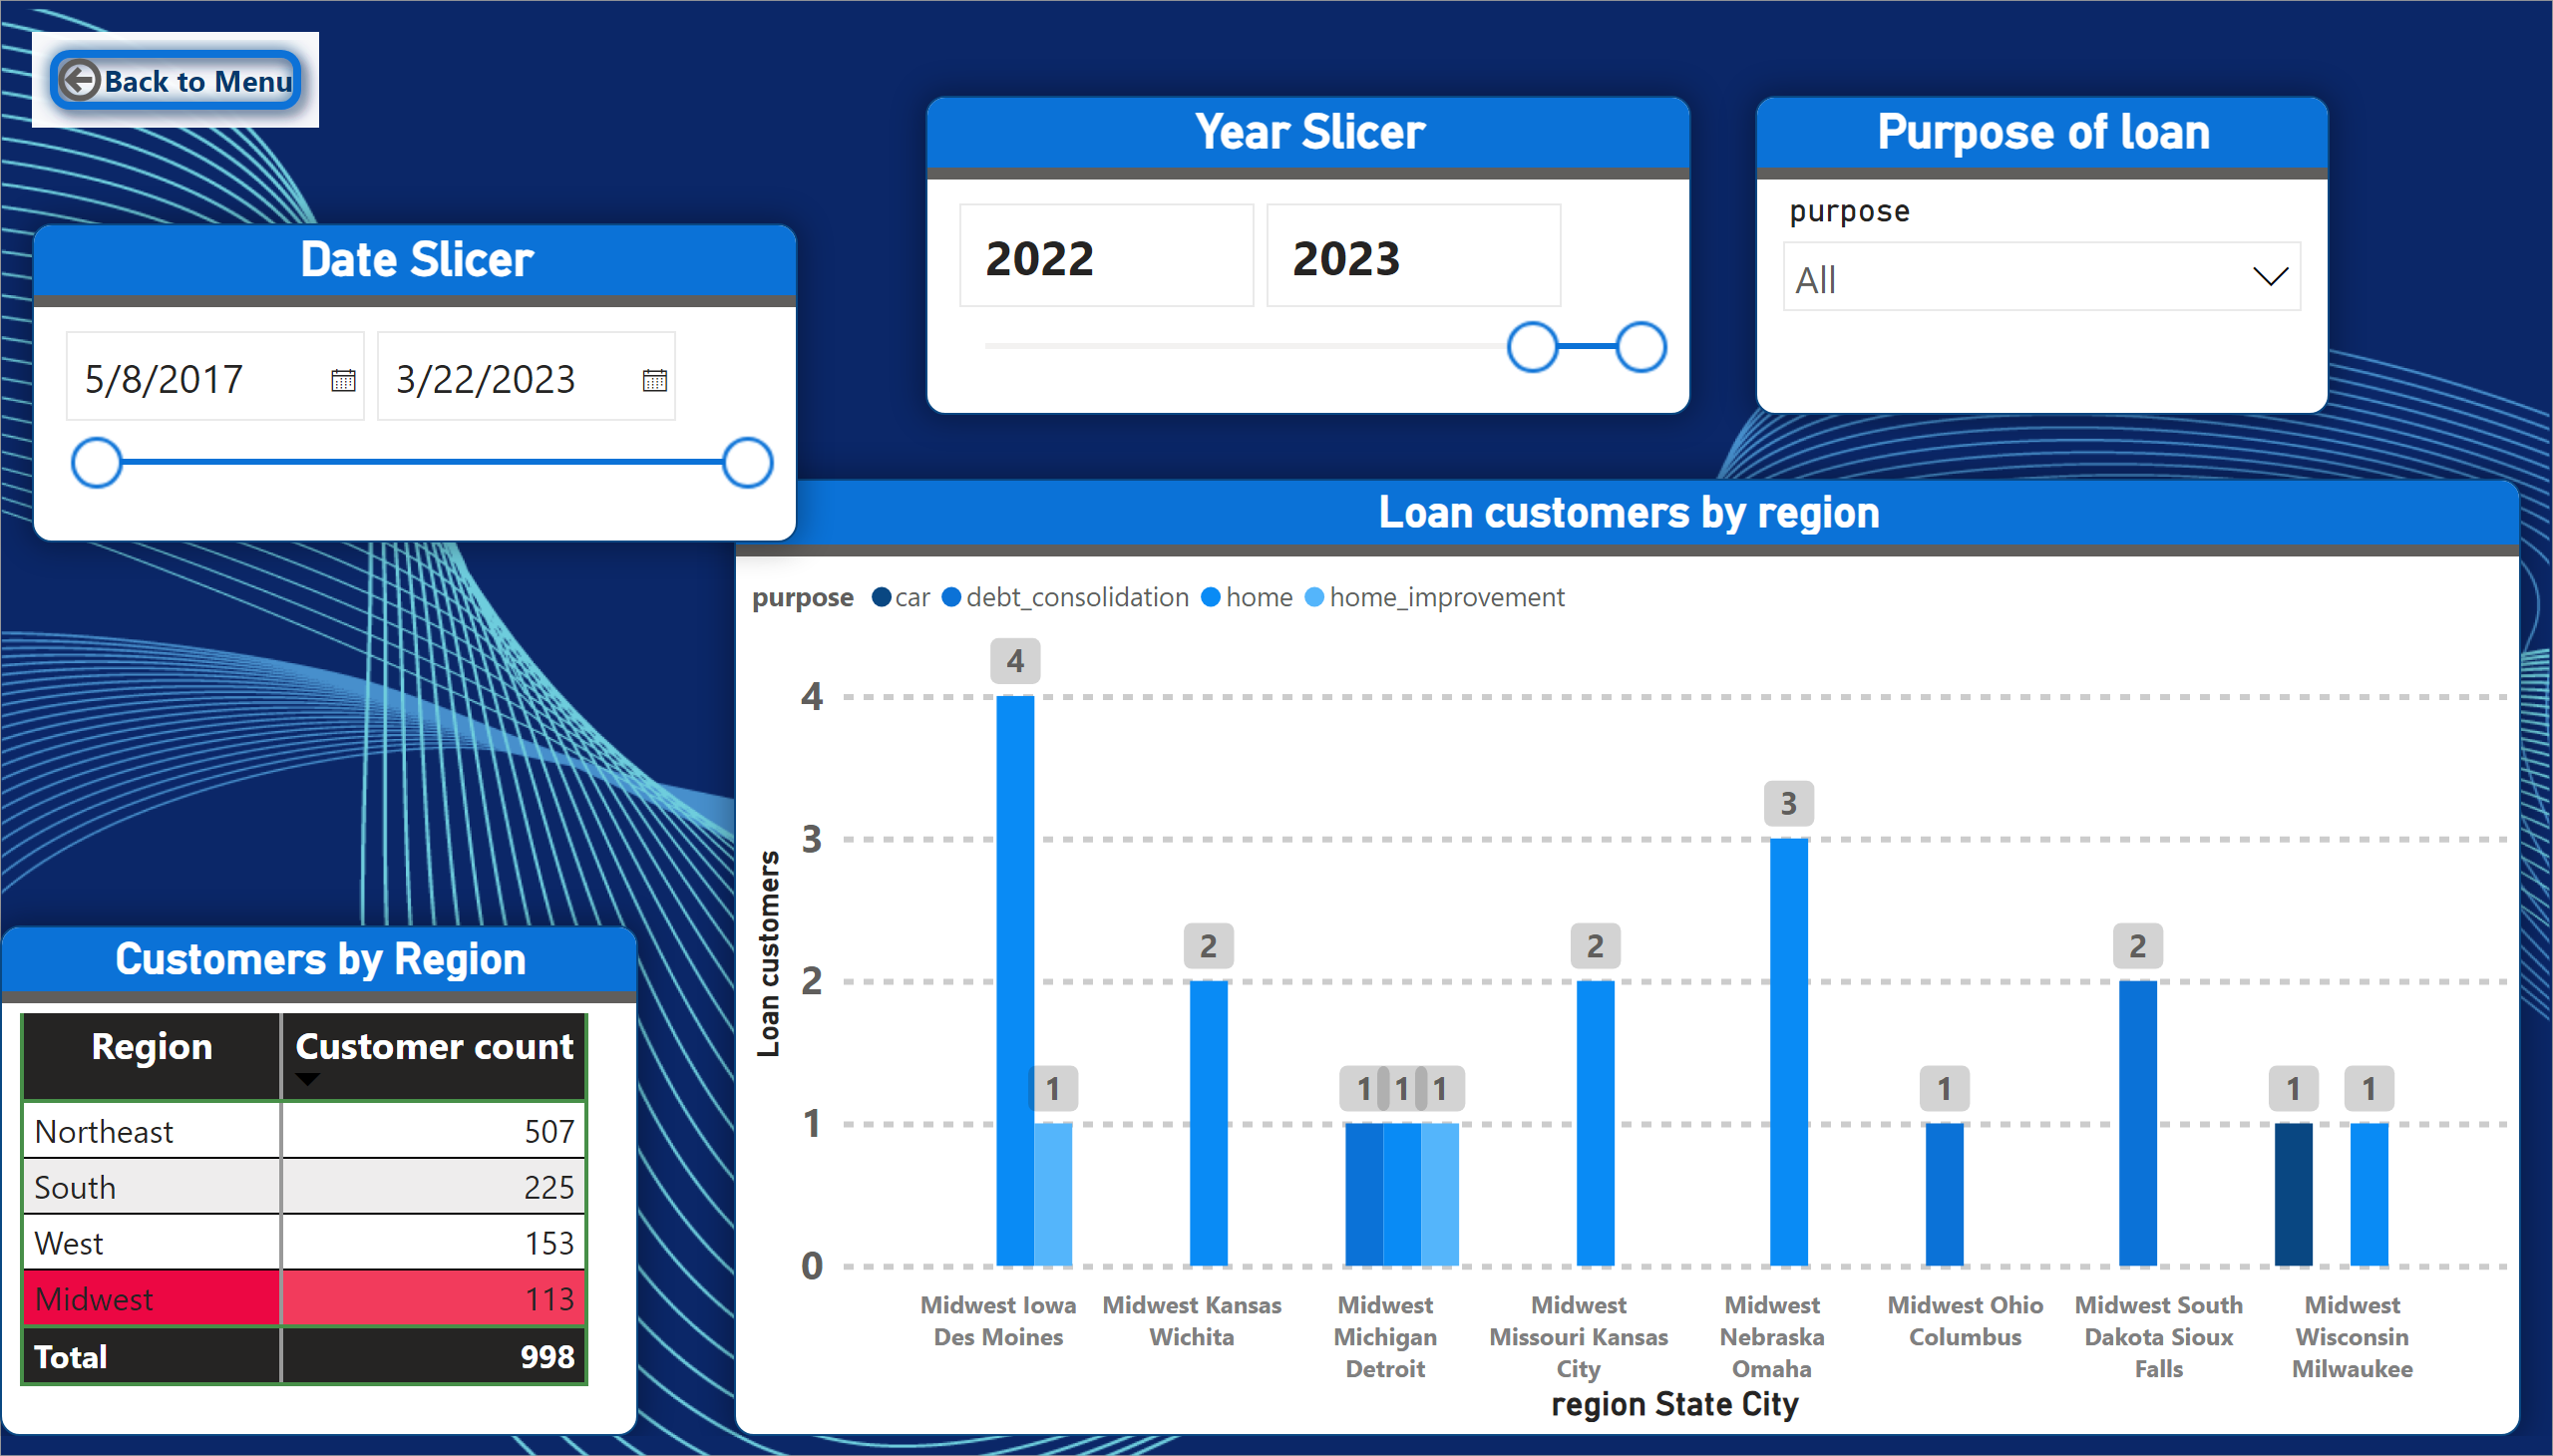 Back to Menu
Year Slicer
2022 2023
Purpose of loan
purpose
All
Date Slicer
5/8/2017 3/22/2023
Loan customers by region
purpose car debt_consolidation home home_improvement
Loan customers
4
3
2
1
0
4
1
2
1 1 1
2
3
1
2
1
1
Midwest Iowa
Des Moines
Midwest Kansas
Wichita
Midwest
Michigan
Detroit
Midwest
Missouri Kansas
City
Midwest
Nebraska
Omaha
Midwest Ohio
Columbus
Midwest South
Dakota Sioux
Falls
Midwest
Wisconsin
Milwaukee
region State City
Customers by Region
Region Customer count
Northeast 507
South 225
West 153
Midwest 113
Total 998